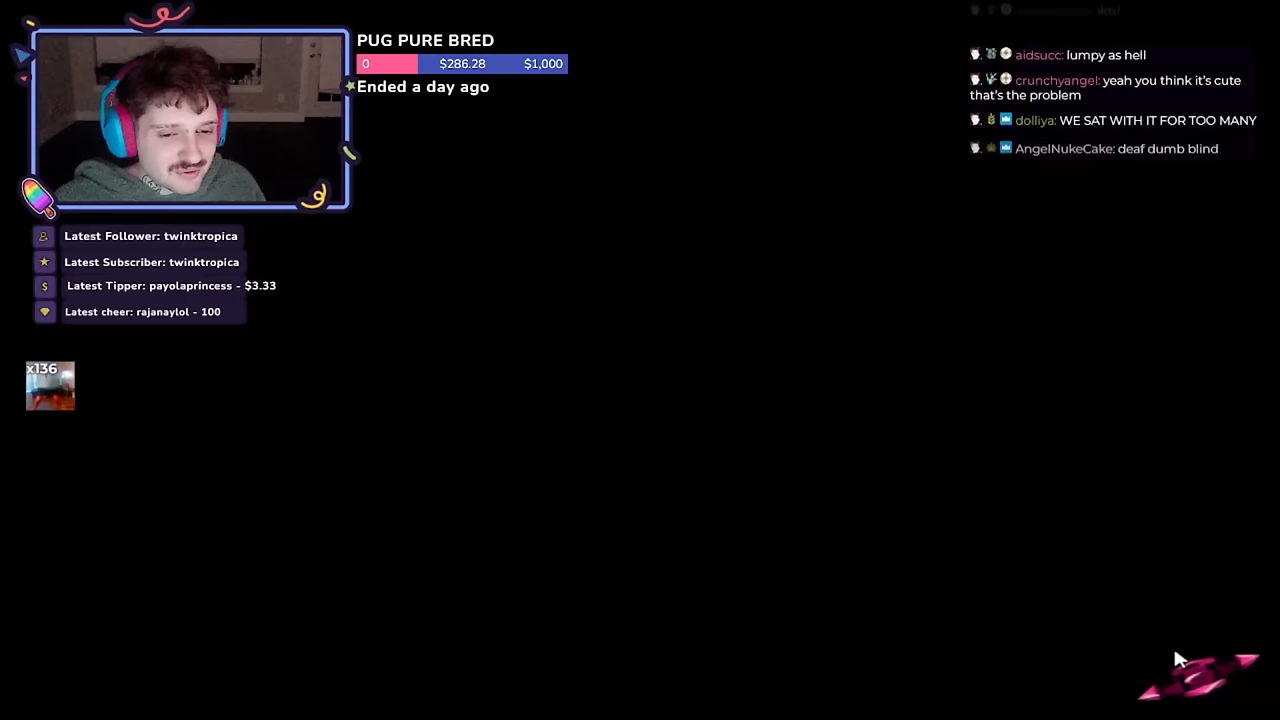 PUG PURE BRED
0 $286.28 $1,000
Ended a day ago
Latest Follower: twinktropica
Latest Subscriber: twinktropica
Latest Tipper: payolaprincess - $3.33
Latest cheer: rajanaylol - 100
x136
aidsucc: lumpy as hell
crunchyangel: yeah you think it's cute
that's the problem
dolliya: WE SAT WITH IT FOR TOO MANY
AngelNukeCake: deaf dumb blind